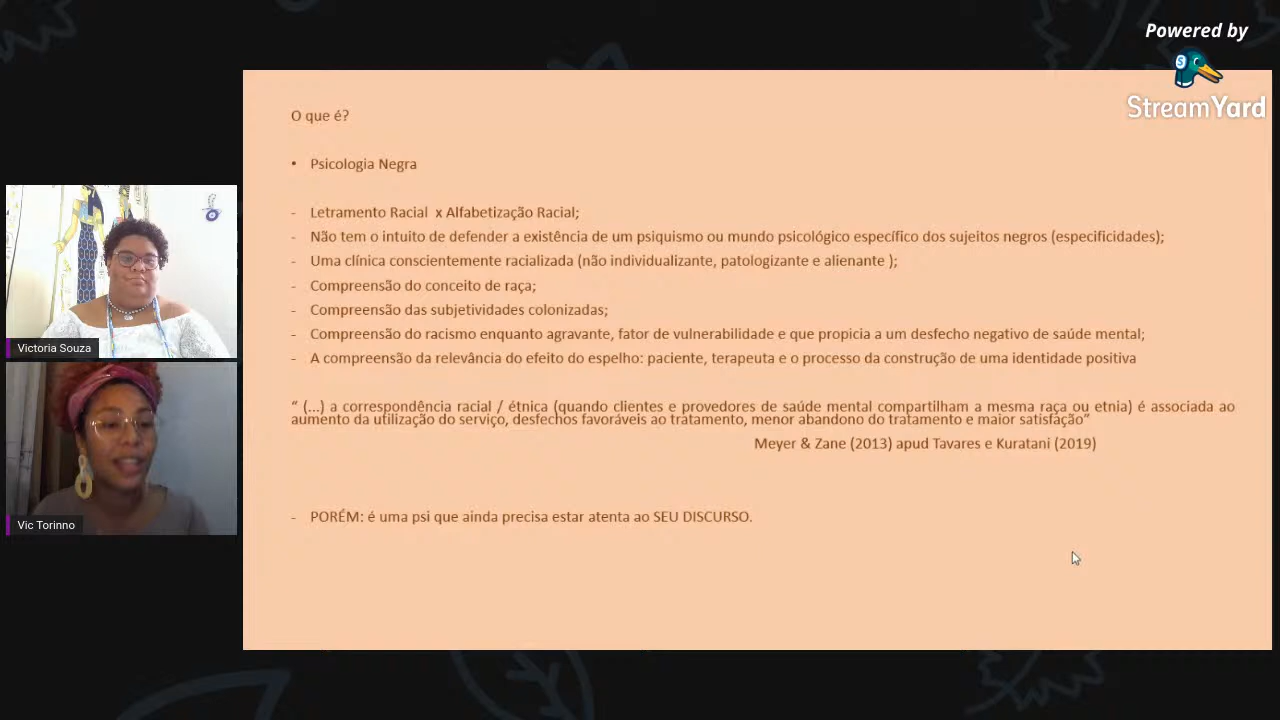 Powered by
StreamYard
O que é?
• Psicologia Negra
- Letramento Racial x Alfabetização Racial;
- Não tem o intuito de defender a existência de um psiquismo ou mundo psicológico específico dos sujeitos negros (especificidades);
- Uma clínica conscientemente racializada (não individualizante, patologizante e alienante );
- Compreensão do conceito de raça;
- Compreensão das subjetividades colonizadas;
- Compreensão do racismo enquanto agravante, fator de vulnerabilidade e que propicia a um desfecho negativo de saúde mental;
- A compreensão da relevância do efeito do espelho: paciente, terapeuta e o processo da construção de uma identidade positiva
“ (...) a correspondência racial / étnica (quando clientes e provedores de saúde mental compartilham a mesma raça ou etnia) é associada ao
aumento da utilização do serviço, desfechos favoráveis ao tratamento, menor abandono do tratamento e maior satisfação”
Meyer & Zane (2013) apud Tavares e Kuratani (2019)
- PORÉM: é uma psi que ainda precisa estar atenta ao SEU DISCURSO.
Victoria Souza
Vic Torinno